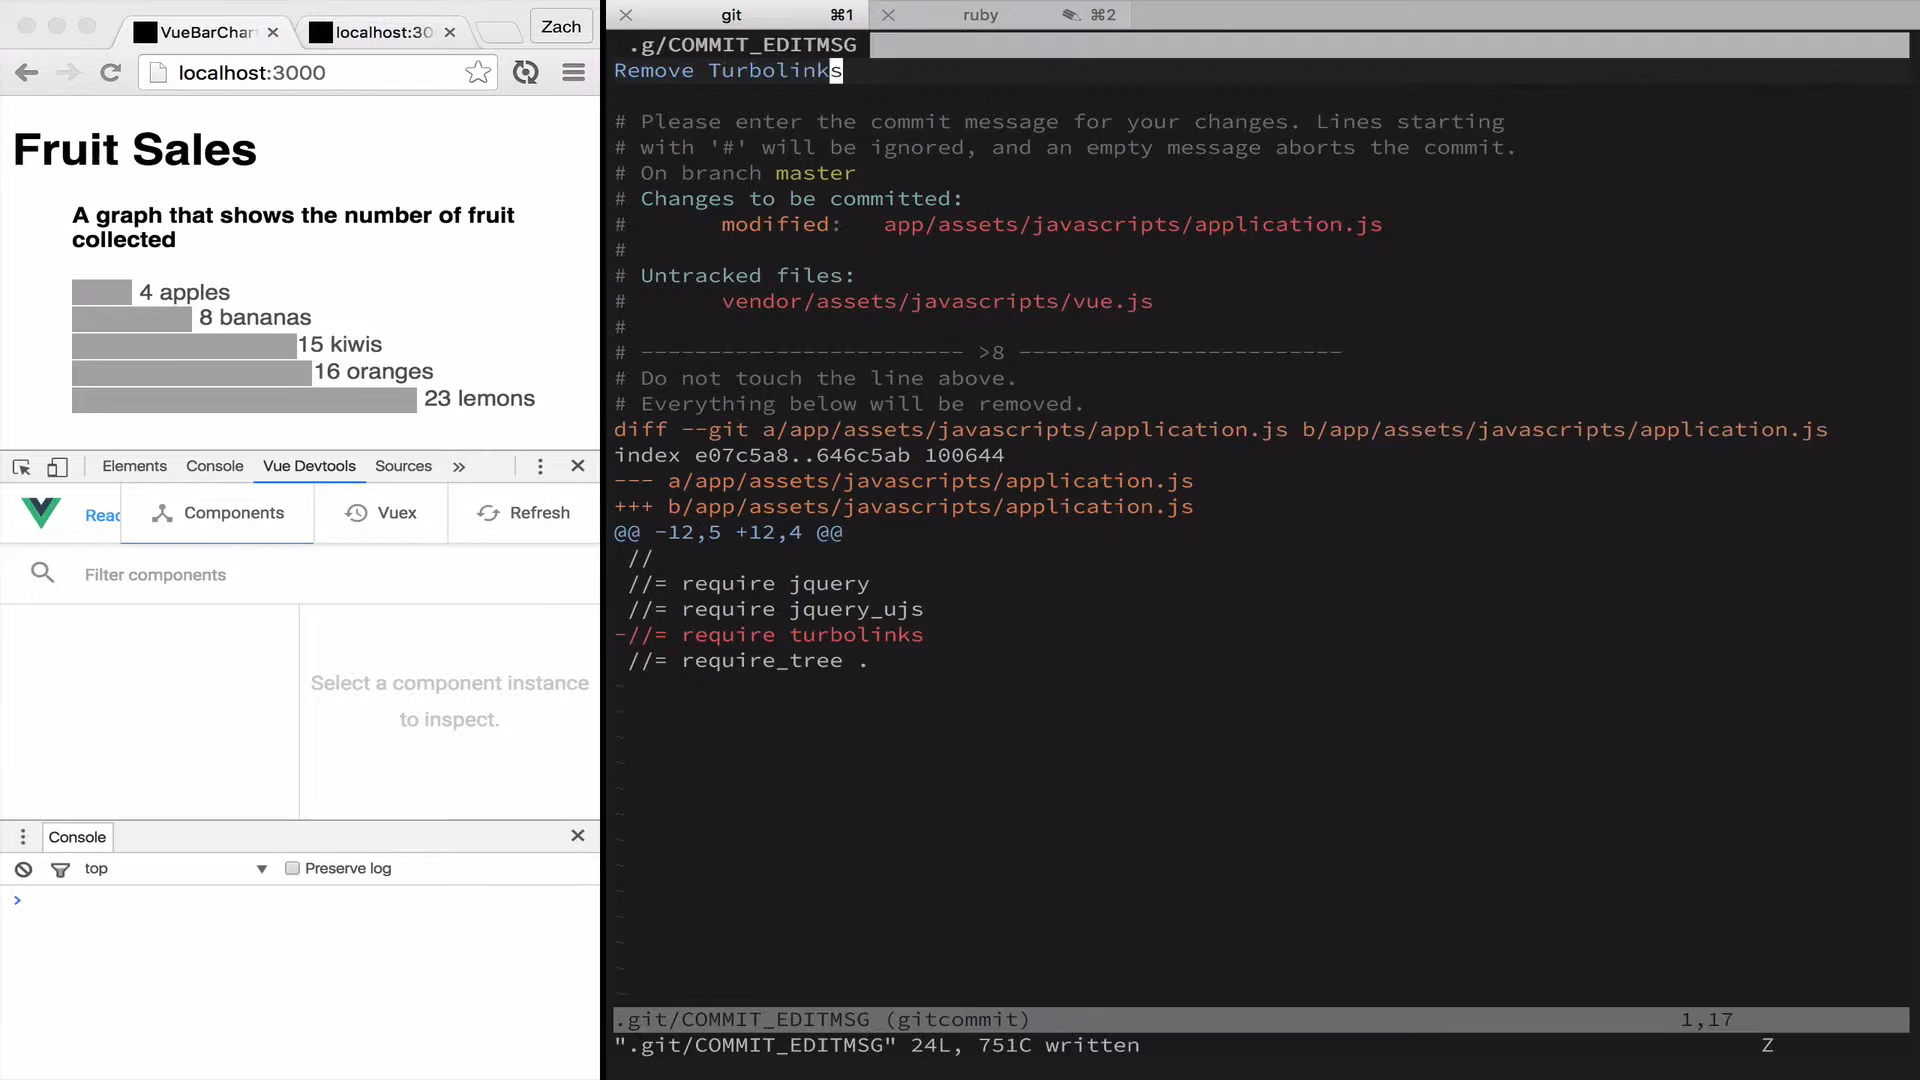 VueBarChar
localhost:30
Zach
localhost:3000
Fruit Sales
A graph that shows the number of fruit
collected
4 apples
8 bananas
15 kiwis
16 oranges
23 lemons
Elements Console Vue Devtools Sources »
Read Components Vuex Refresh
Filter components
Select a component instance
to inspect.
Console
top Preserve log
>
git ⌘1 ruby ⌘2
.g/COMMIT_EDITMSG
Remove Turbolinks
# Please enter the commit message for your changes. Lines starting
# with '#' will be ignored, and an empty message aborts the commit.
# On branch master
# Changes to be committed:
# modified: app/assets/javascripts/application.js
#
# Untracked files:
# vendor/assets/javascripts/vue.js
#
# ------------------------ >8 ------------------------
# Do not touch the line above.
# Everything below will be removed.
diff --git a/app/assets/javascripts/application.js b/app/assets/javascripts/application.js
index e07c5a8..646c5ab 100644
--- a/app/assets/javascripts/application.js
+++ b/app/assets/javascripts/application.js
@@ -12,5 +12,4 @@
//
//= require jquery
//= require jquery_ujs
-//= require turbolinks
//= require_tree .
~
~
~
~
~
~
~
~
~
~
~
~
~
.git/COMMIT_EDITMSG (gitcommit) 1,17
".git/COMMIT_EDITMSG" 24L, 751C written Z